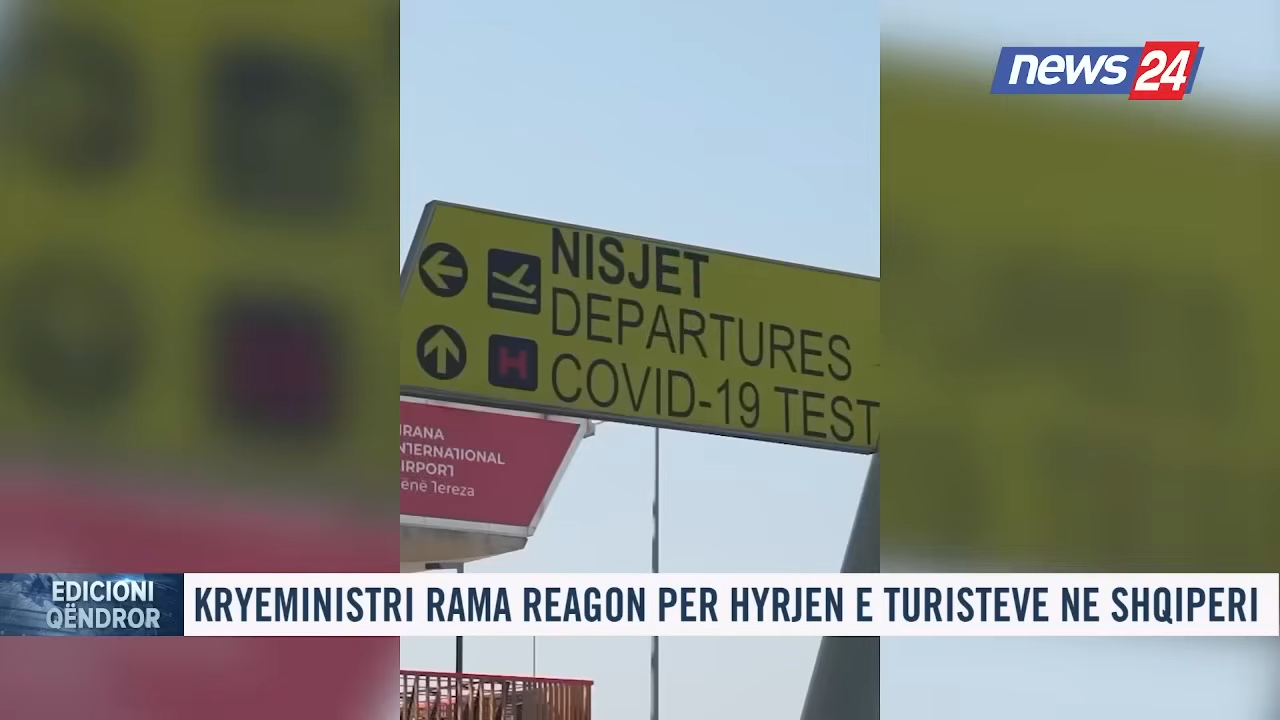 news24
NISJET
DEPARTURES
COVID-19 TEST
IRANA
NTERNATIONAL
IRPORT
ënë Tereza
EDICIONI
QËNDROR
KRYEMINISTRI RAMA REAGON PER HYRJEN E TURISTEVE NE SHQIPERI